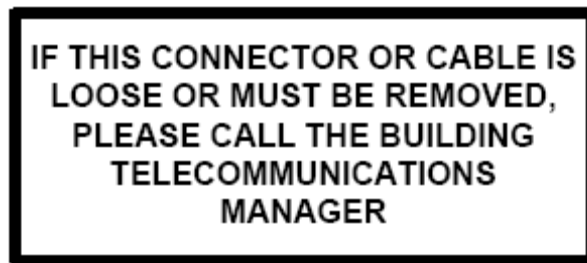 IF THIS CONNECTOR OR CABLE IS
LOOSE OR MUST BE REMOVED,
PLEASE CALL THE BUILDING
TELECOMMUNICATIONS
MANAGER